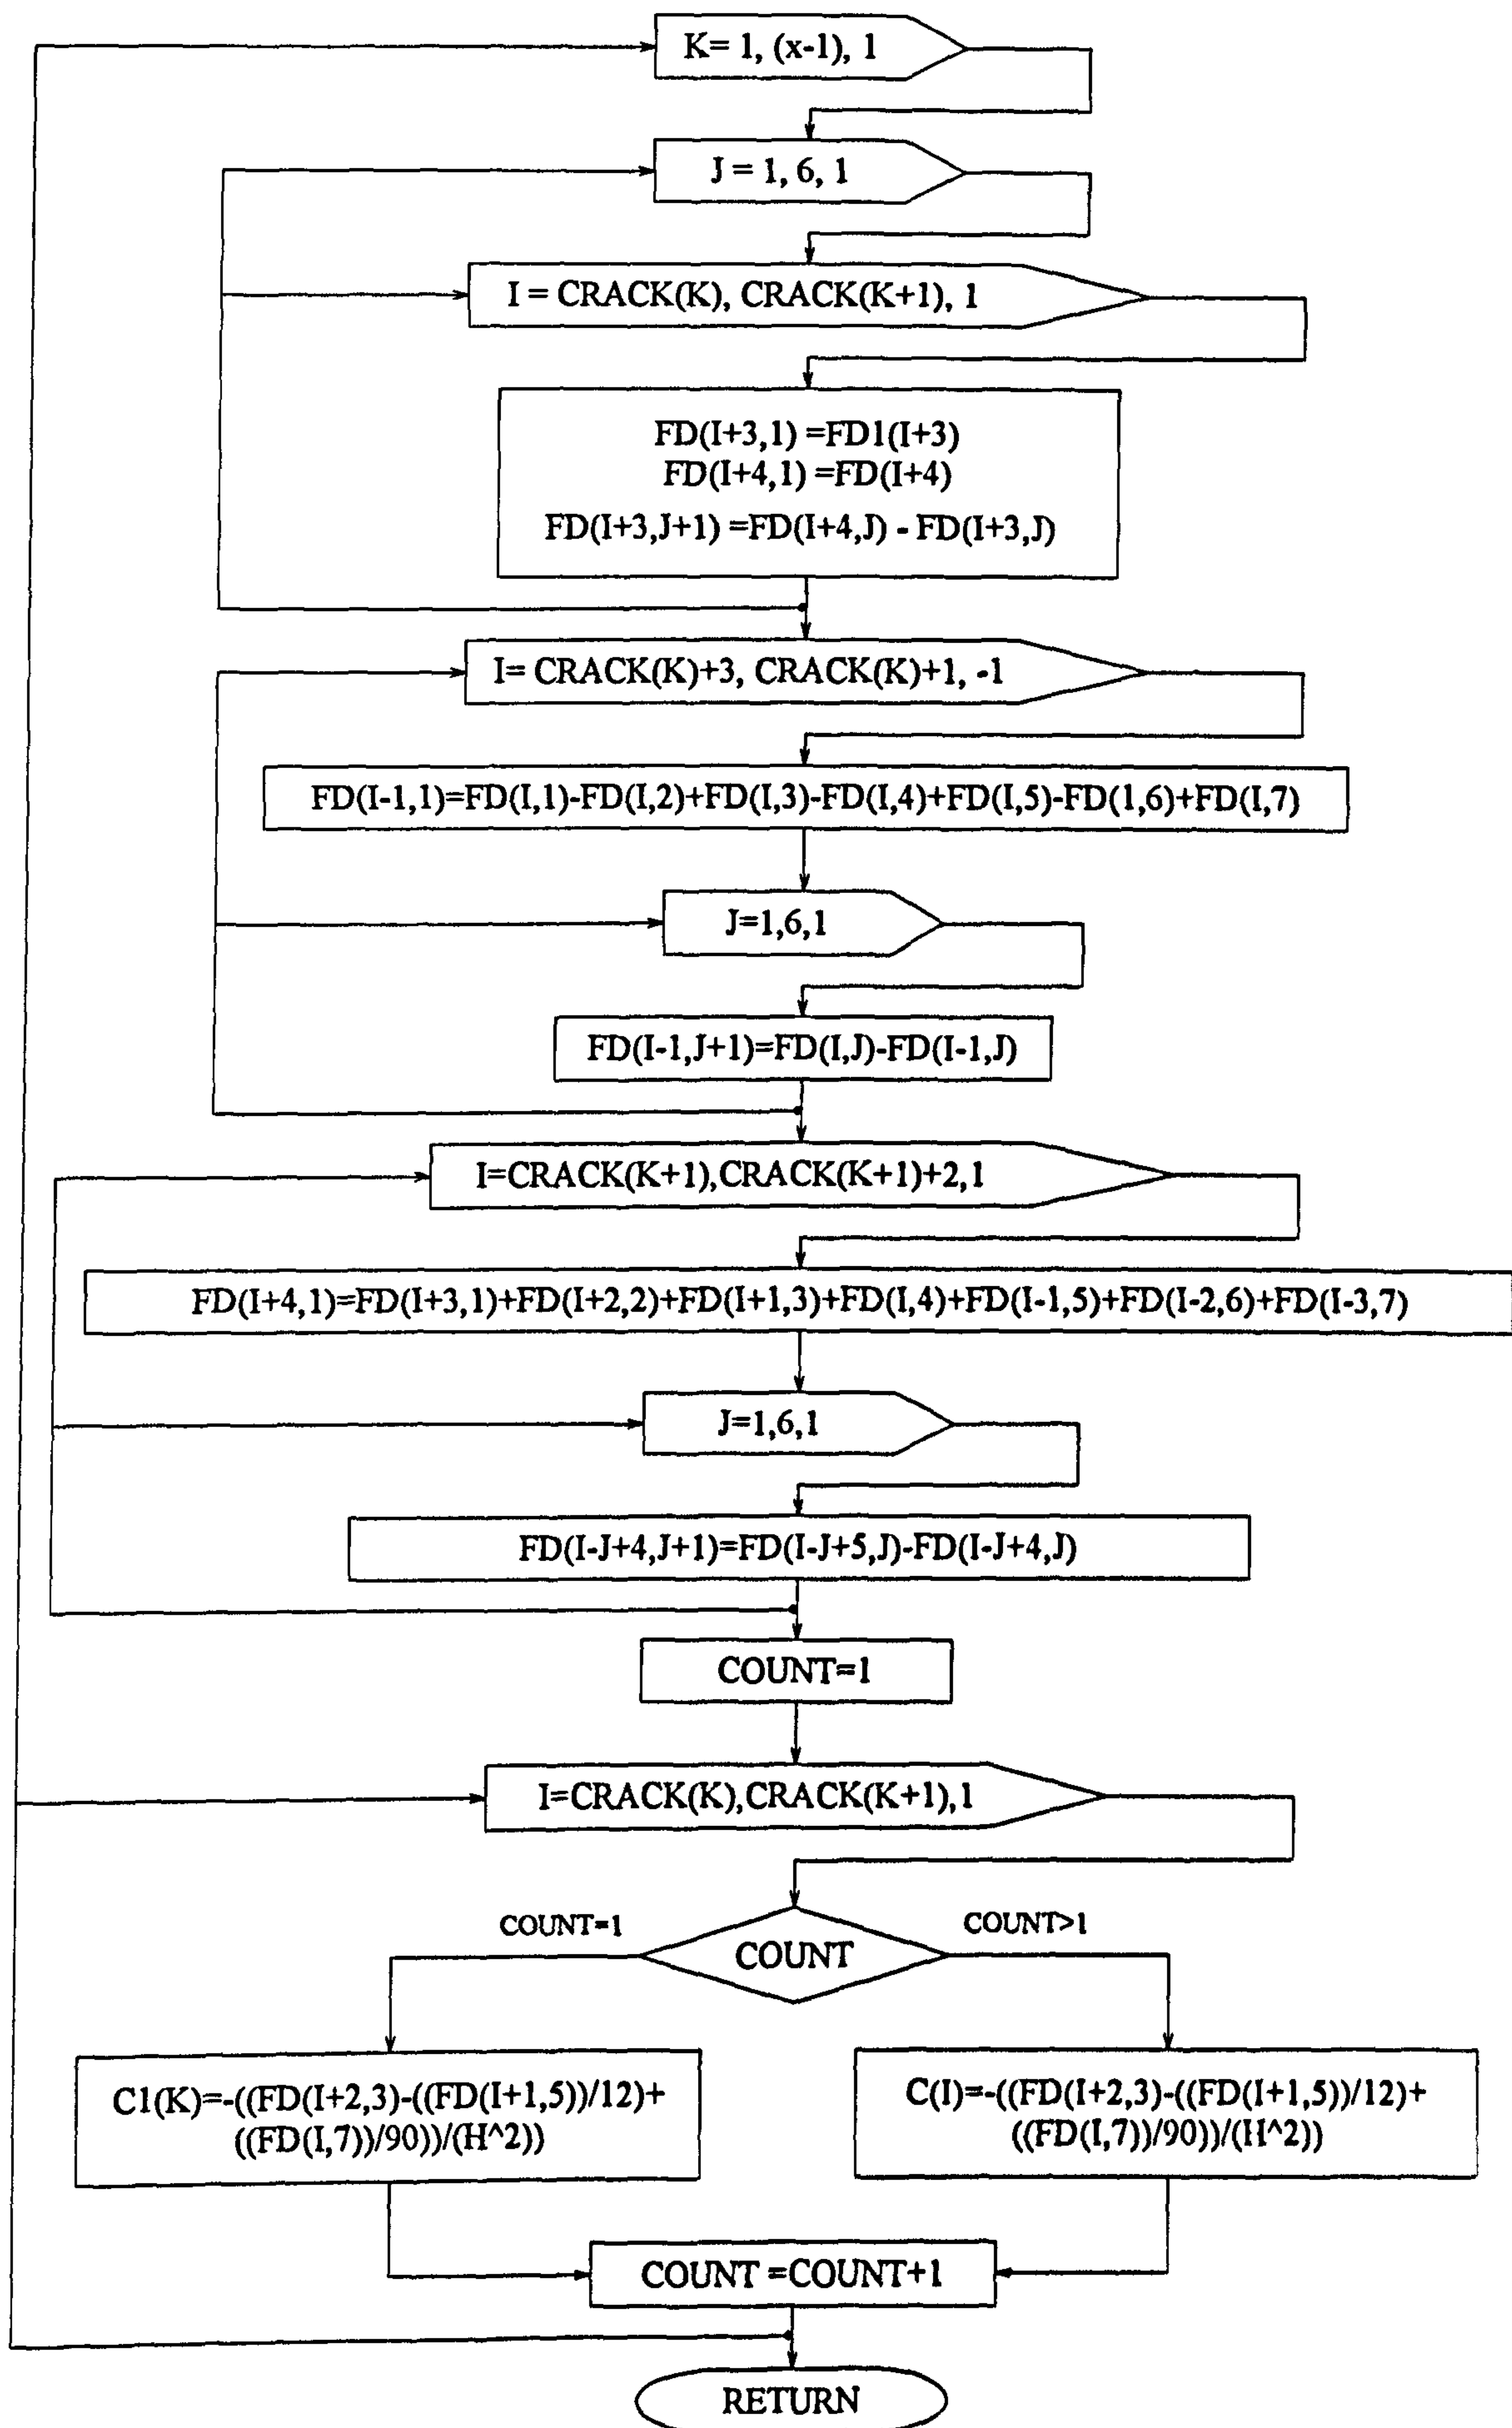 K= 1, (x-1), 1
J = 1, 6, 1
I = CRACK(K), CRACK(K+1), 1
FD(I+3,1) =FD1(I+3)
FD(I+4,1) =FD(I+4)
FD(I+3,J+1) =FD(I+4,J) - FD(I+3,J)
I= CRACK(K)+3, CRACK(K)+1, -1
FD(I-1,1)=FD(I,1)-FD(I,2)+FD(I,3)-FD(I,4)+FD(I,5)-FD(1,6)+FD(I,7)
J=1,6,1
FD(I-1,J+1)=FD(I,J)-FD(I-1,J)
I=CRACK(K+1),CRACK(K+1)+2,1
FD(I+4,1)=FD(I+3,1)+FD(I+2,2)+FD(I+1,3)+FD(I,4)+FD(I-1,5)+FD(I-2,6)+FD(I-3,7)
J=1,6,1
FD(I-J+4,J+1)=FD(I-J+5,J)-FD(I-J+4,J)
COUNT=1
I=CRACK(K),CRACK(K+1),1
COUNT=1
COUNT>1
COUNT
C1(K)=-((FD(I+2,3)-((FD(I+1,5))/12)+
((FD(I,7))/90))/(H^2))
C(I)=-((FD(I+2,3)-((FD(I+1,5))/12)+
((FD(I,7))/90))/(H^2))
COUNT =COUNT+1
RETURN